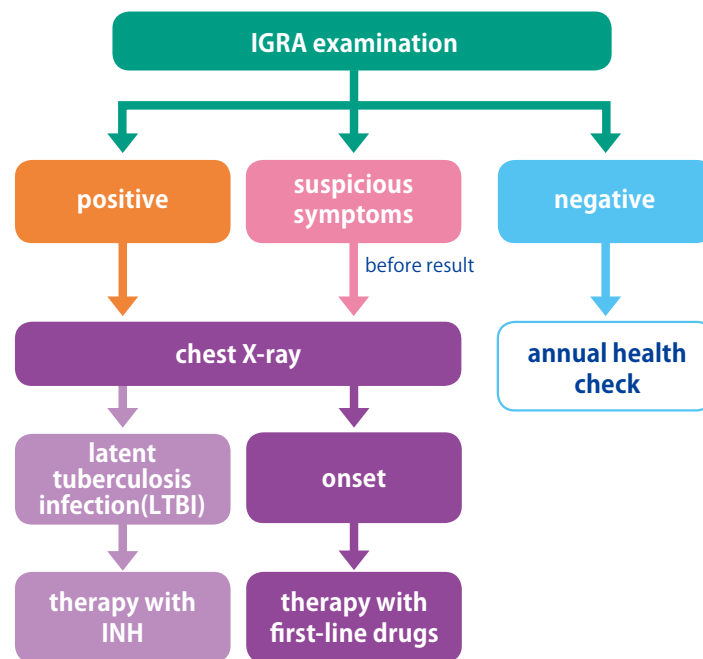 IGRA examination
positive
suspicious
symptoms
negative
before result
chest X-ray
annual health
check
latent
tuberculosis
infection(LTBI)
onset
therapy with
INH
therapy with
first-line drugs